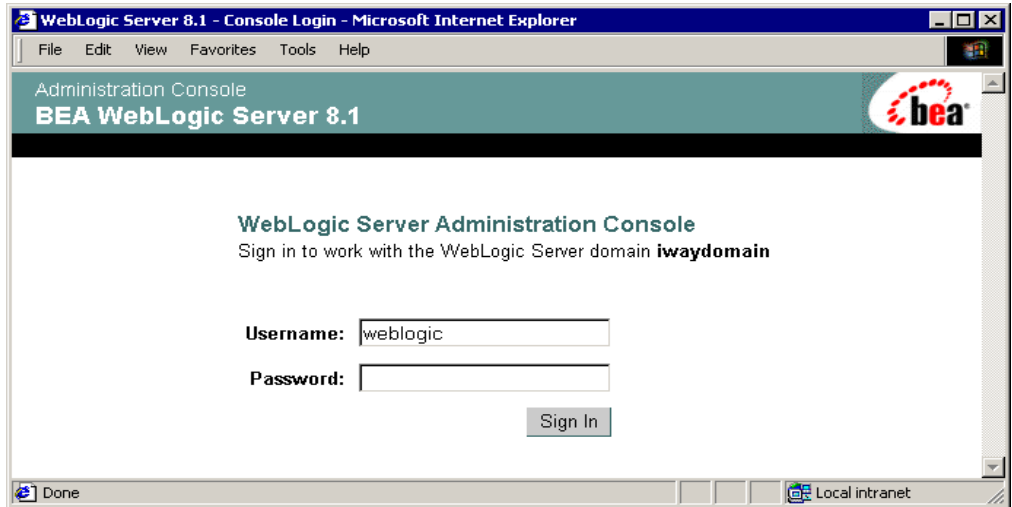 WebLogic Server 8.1 - Console Login - Microsoft Internet Explorer
File Edit View Favorites Tools Help
Administration Console
BEA WebLogic Server 8.1
bea
WebLogic Server Administration Console
Sign in to work with the WebLogic Server domain iwaydomain
Username: weblogic
Password:
Sign In
Done Local intranet